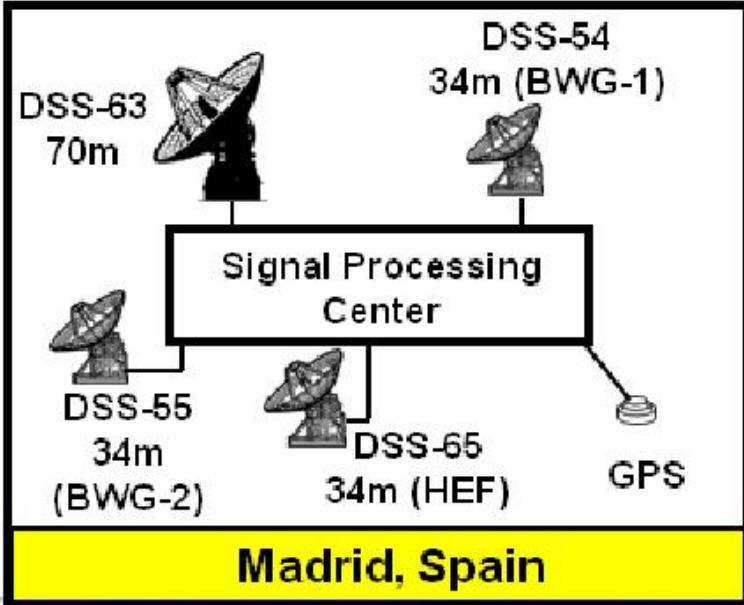 DSS-63
70m
DSS-54
34m (BWG-1)
Signal Processing
Center
DSS-55
34m
(BWG-2)
DSS-65
34m (HEF)
GPS
Madrid, Spain